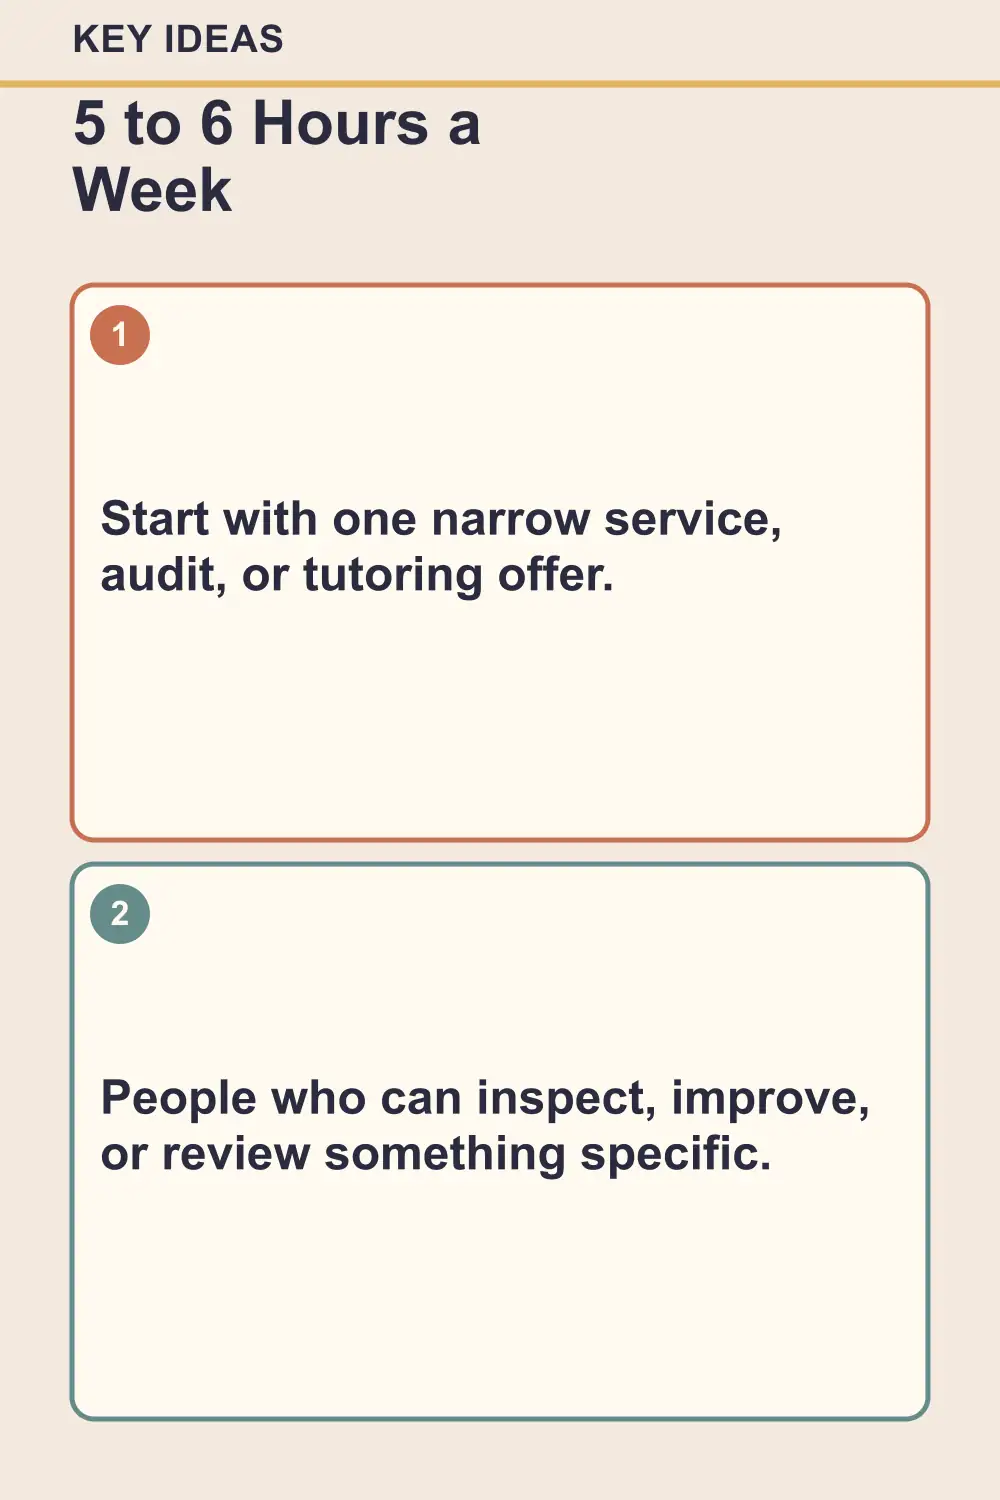 KEY IDEAS
5 to 6 Hours a
Week
1
Start with one narrow service,
audit, or tutoring offer.
2
People who can inspect, improve,
or review something specific.